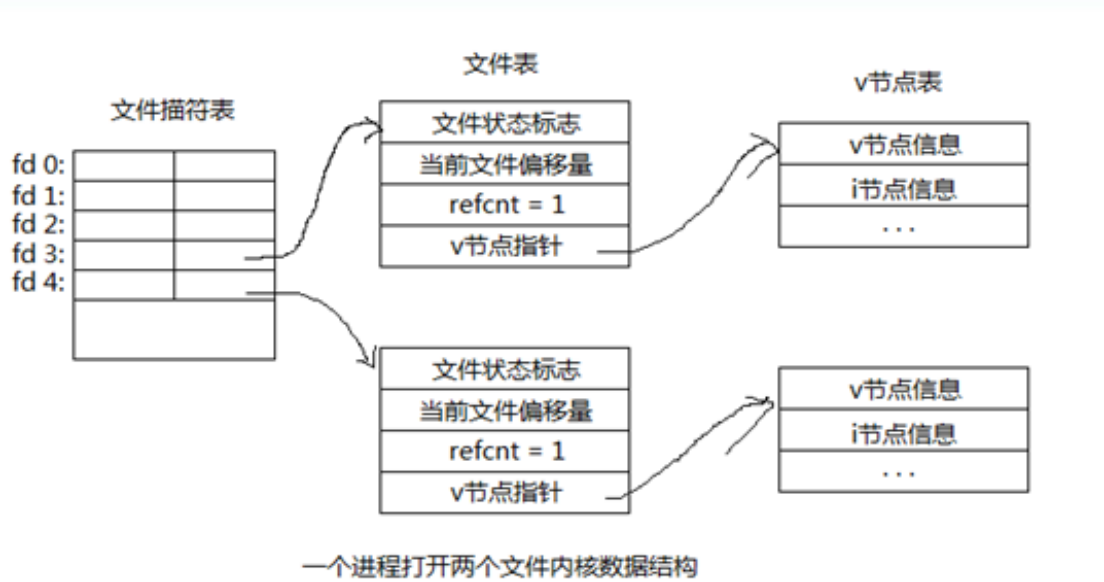 文件表
v节点表
文件描符表
fd 0:
fd 1:
fd 2:
fd 3:
fd 4:
文件状态标志
当前文件偏移量
refcnt = 1
v节点指针
v节点信息
i节点信息
...
文件状态标志
当前文件偏移量
refcnt = 1
v节点指针
v节点信息
i节点信息
...
一个进程打开两个文件内核数据结构